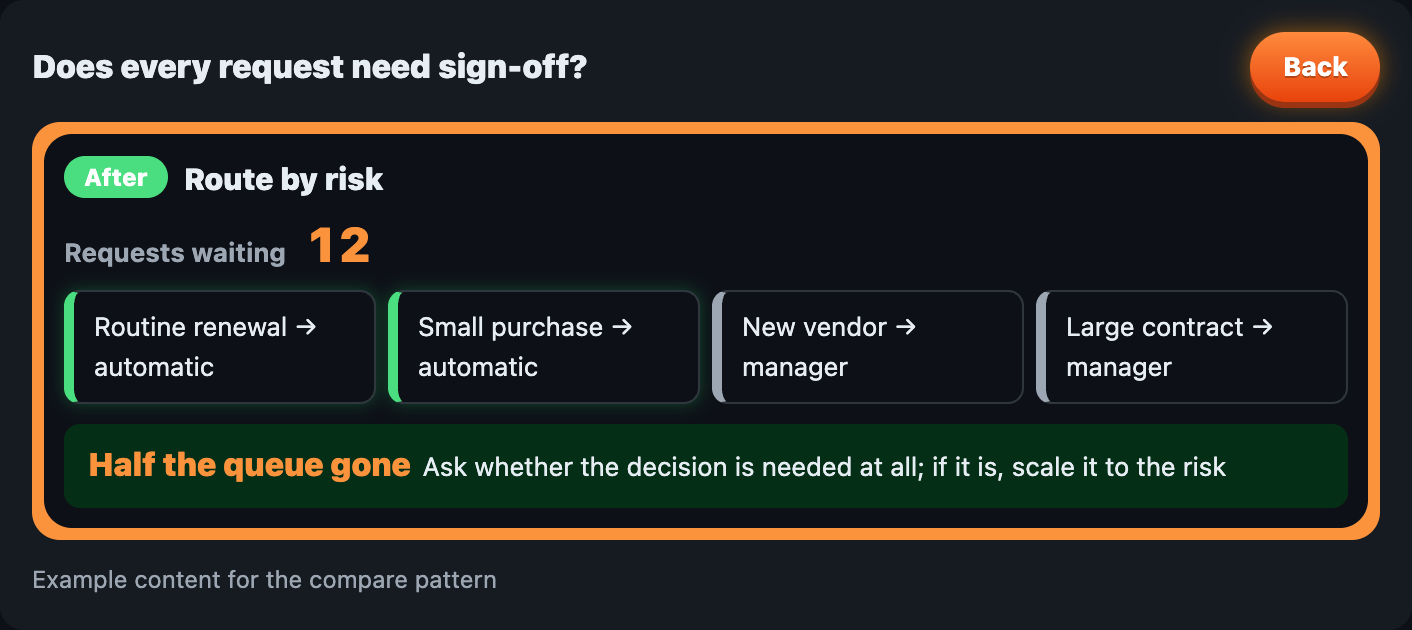 Does every request need sign-off?
Back
After
Route by risk
Requests waiting 12
Routine renewal →
automatic
Small purchase →
automatic
New vendor →
manager
Large contract →
manager
Half the queue gone Ask whether the decision is needed at all; if it is, scale it to the risk
Example content for the compare pattern